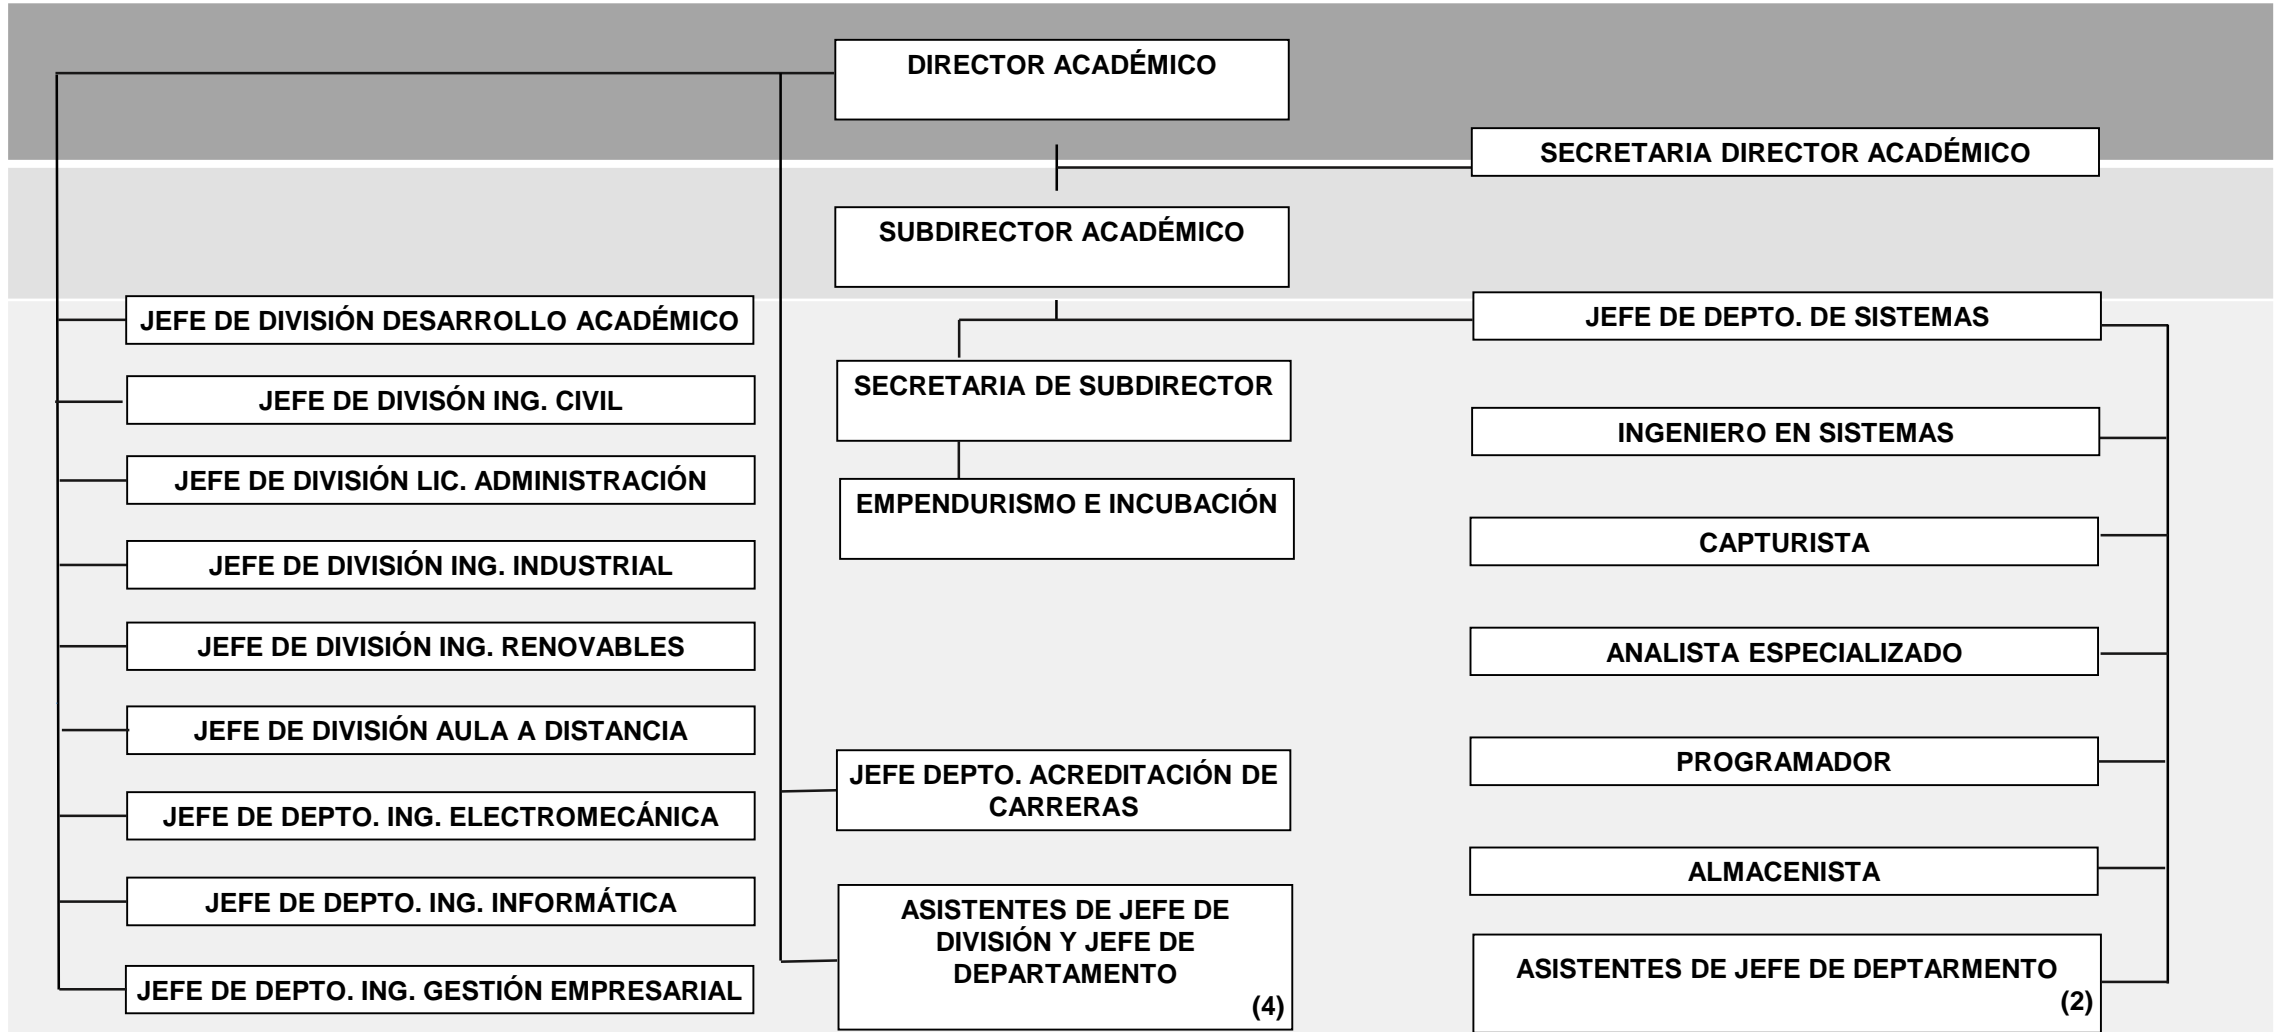 DIRECTOR ACADÉMICO
SECRETARIA DIRECTOR ACADÉMICO
SUBDIRECTOR ACADÉMICO
JEFE DE DIVISIÓN DESARROLLO ACADÉMICO
JEFE DE DIVISÓN ING. CIVIL
JEFE DE DIVISIÓN LIC. ADMINISTRACIÓN
JEFE DE DIVISIÓN ING. INDUSTRIAL
JEFE DE DIVISIÓN ING. RENOVABLES
JEFE DE DIVISIÓN AULA A DISTANCIA
JEFE DE DEPTO. ING. ELECTROMECÁNICA
JEFE DE DEPTO. ING. INFORMÁTICA
JEFE DE DEPTO. ING. GESTIÓN EMPRESARIAL
SECRETARIA DE SUBDIRECTOR
EMPENDURISMO E INCUBACIÓN
JEFE DEPTO. ACREDITACIÓN DE
CARRERAS
ASISTENTES DE JEFE DE
DIVISIÓN Y JEFE DE
DEPARTAMENTO
(4)
JEFE DE DEPTO. DE SISTEMAS
INGENIERO EN SISTEMAS
CAPTURISTA
ANALISTA ESPECIALIZADO
PROGRAMADOR
ALMACENISTA
ASISTENTES DE JEFE DE DEPTARMENTO
(2)